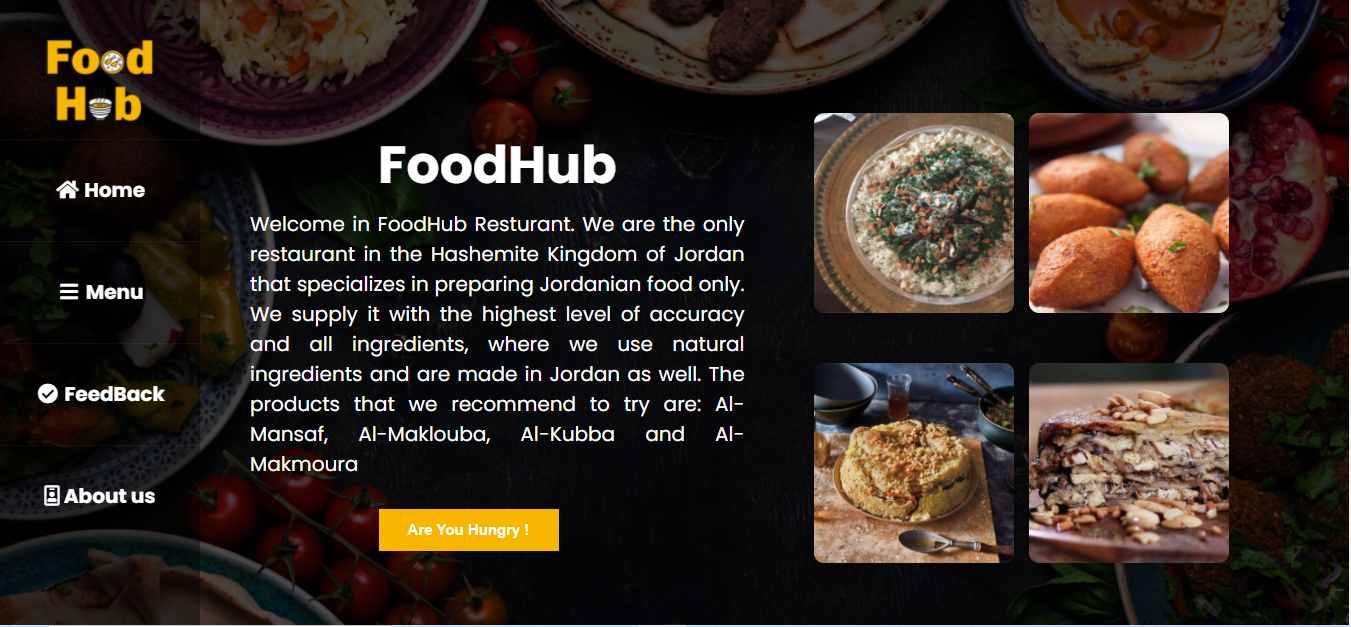 Food
Hub
Home
Menu
FeedBack
About us
FoodHub
Welcome in FoodHub Resturant. We are the only
restaurant in the Hashemite Kingdom of Jordan
that specializes in preparing Jordanian food only.
We supply it with the highest level of accuracy
and all ingredients, where we use natural
ingredients and are made in Jordan as well. The
products that we recommend to try are: Al-
Mansaf, Al-Maklouba, Al-Kubba and Al-
Makmoura
Are You Hungry !